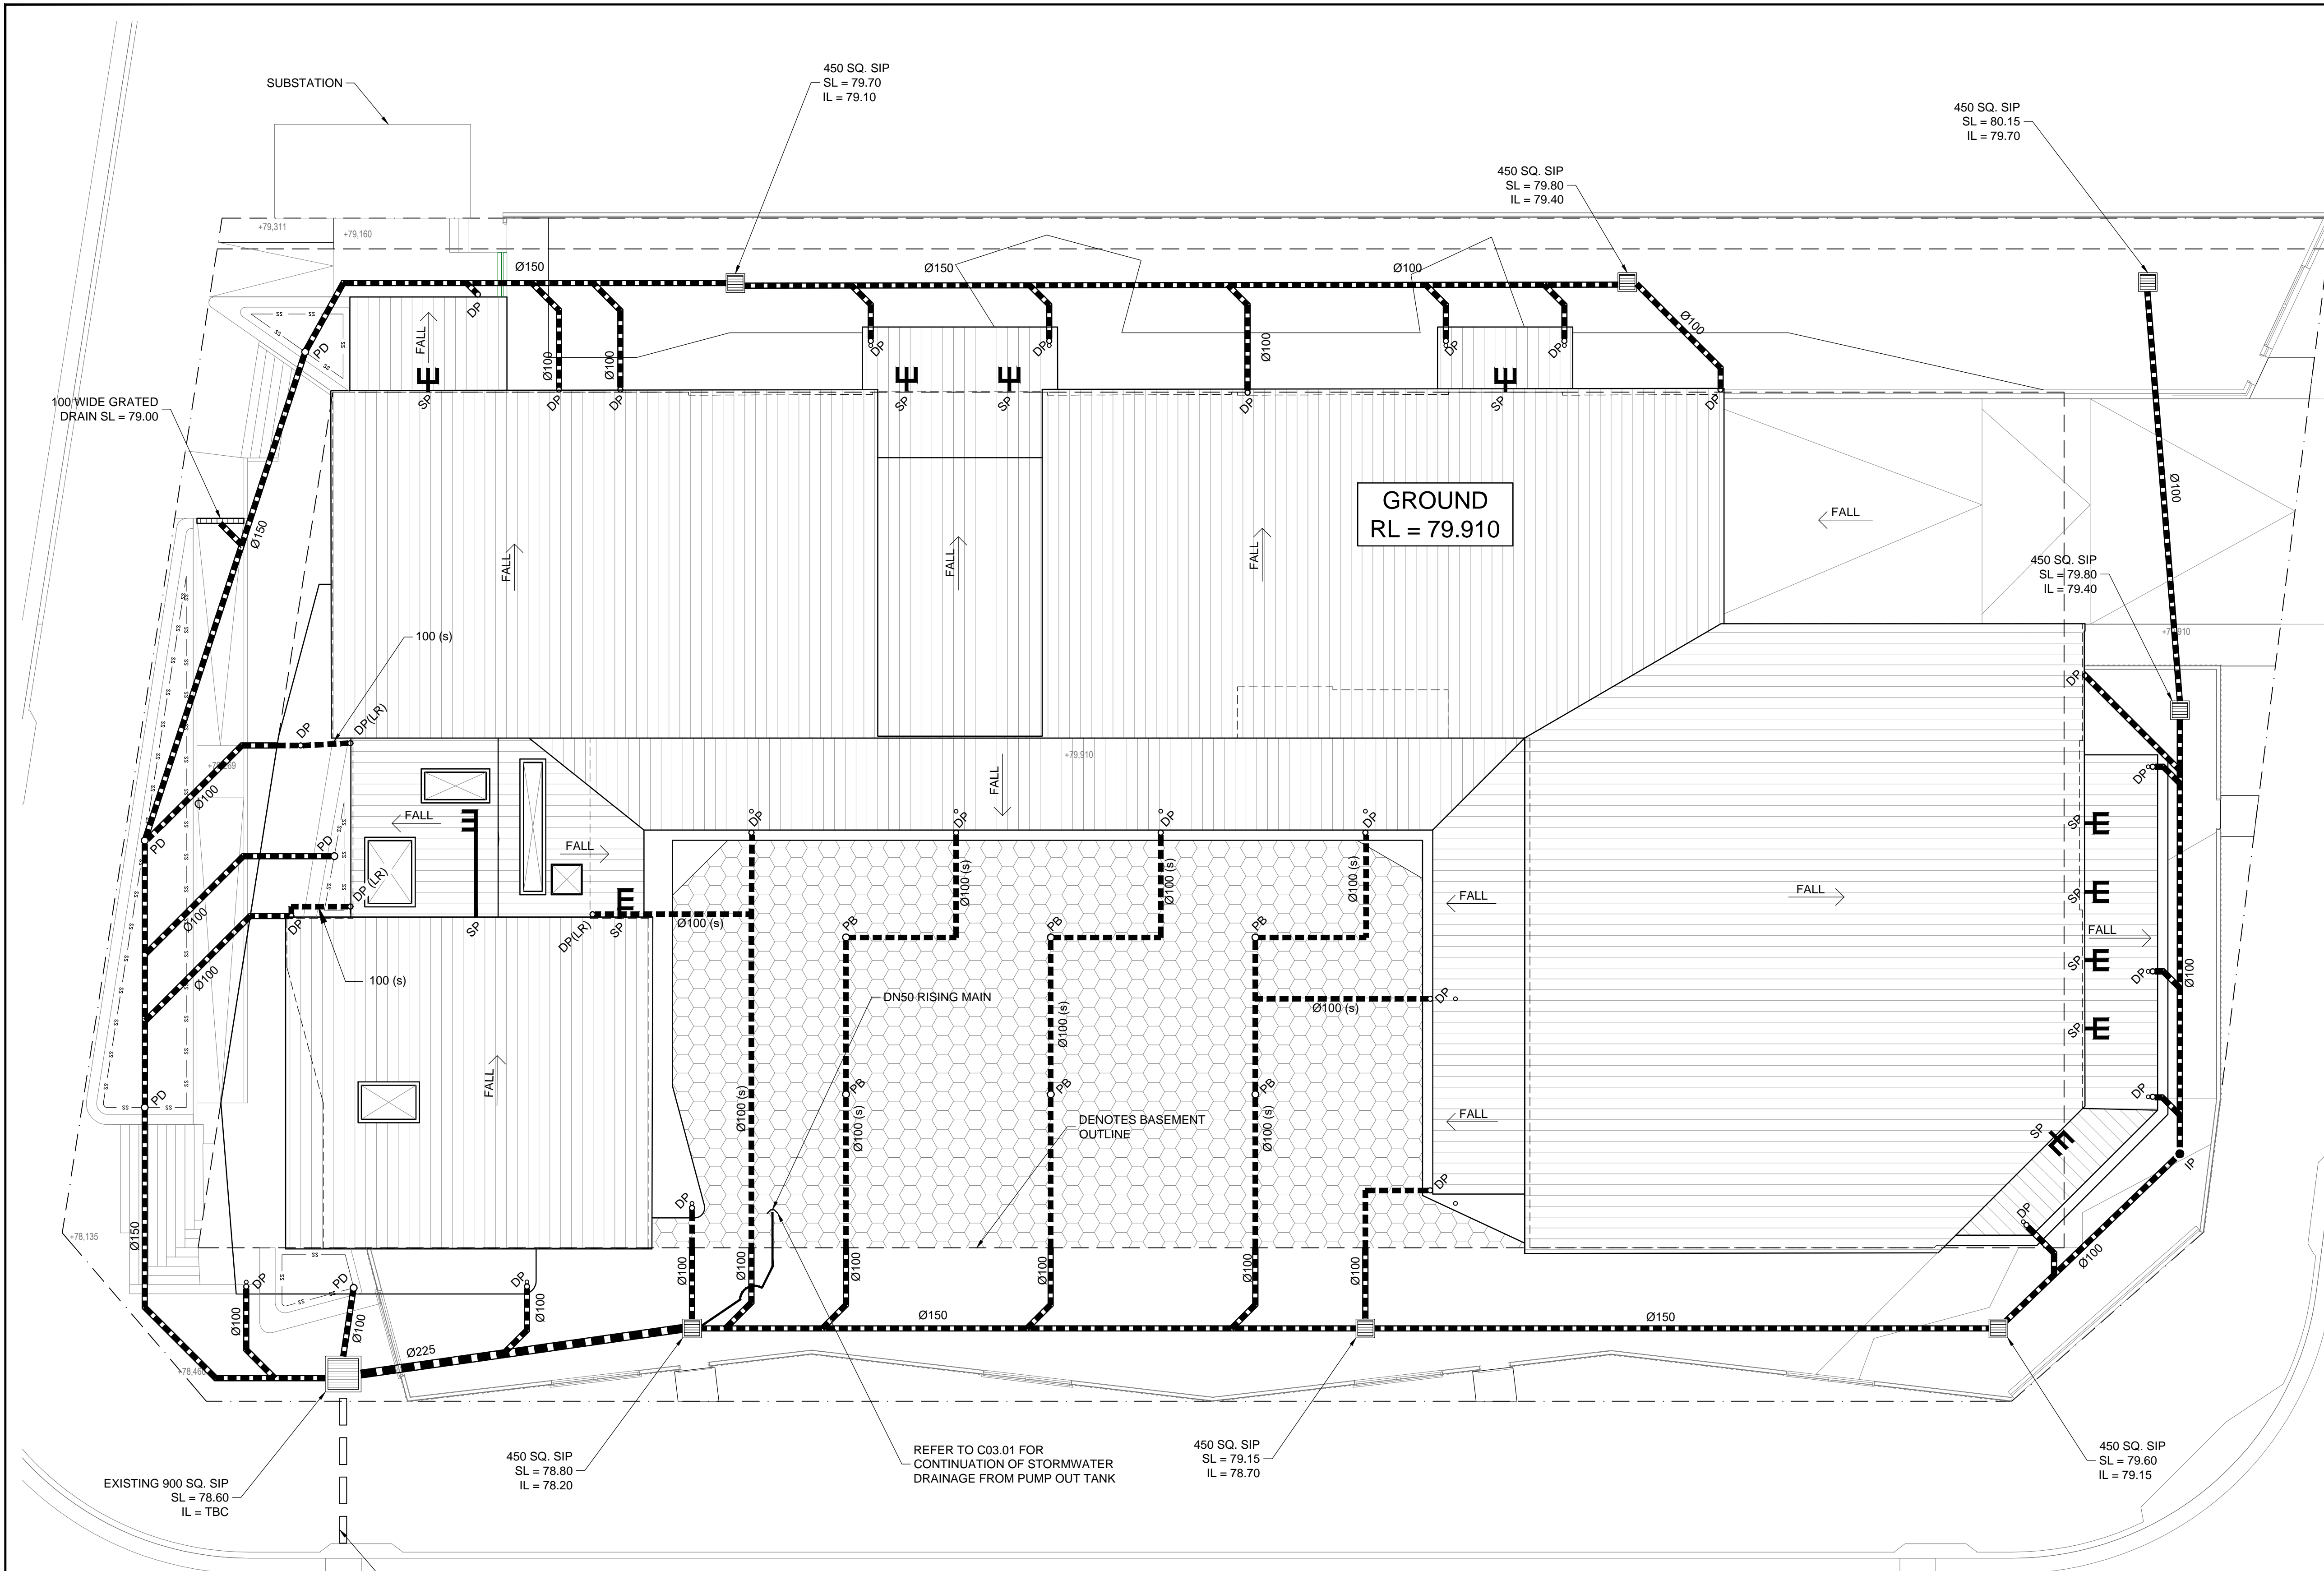 SUBSTATION
450 SQ. SIP
SL = 79.70
IL = 79.10
450 SQ. SIP
SL = 80.15
IL = 79.70
450 SQ. SIP
SL = 79.80
IL = 79.40
+79,311
+79,160
Ø150
Ø150
Ø100
Ø100
DP
DP
DP
DP
DP
PD
FALL
Ø100
Ø100
Ø100
SP
SP
SP
SP
DP
DP
DP
DP
100 WIDE GRATED
DRAIN SL = 79.00
Ø150
GROUND
RL = 79.910
FALL
FALL
FALL
FALL
Ø100
450 SQ. SIP
SL = 79.80
IL = 79.40
100 (s)
DP
DP(LR)
+79,910
DP
DP
Ø100
PD
PD
FALL
FALL
FALL
DP
DP
DP
DP
SP
DP (LR)
Ø100
Ø100 (s)
Ø100 (s)
Ø100 (s)
FALL
FALL
SP
DP
Ø100
SP
DP(LR)
SP
Ø100 (s)
PB
PB
PB
FALL
SP
DP
Ø100
100 (s)
DN50 RISING MAIN
Ø100 (s)
DP
Ø100 (s)
SP
FALL
PD
Ø100 (s)
PB
Ø100 (s)
PB
Ø100 (s)
DENOTES BASEMENT
OUTLINE
FALL
DP
SP
IP
DP
DP
DP
+78,135
Ø150
DP
PD
DP
Ø100
Ø100
Ø100
Ø100
Ø100
Ø100
Ø100
Ø100
Ø100
Ø100
Ø225
Ø150
Ø150
450 SQ. SIP
SL = 78.80
IL = 78.20
REFER TO C03.01 FOR
CONTINUATION OF STORMWATER
DRAINAGE FROM PUMP OUT TANK
450 SQ. SIP
SL = 79.15
IL = 78.70
450 SQ. SIP
SL = 79.60
IL = 79.15
EXISTING 900 SQ. SIP
SL = 78.60
IL = TBC